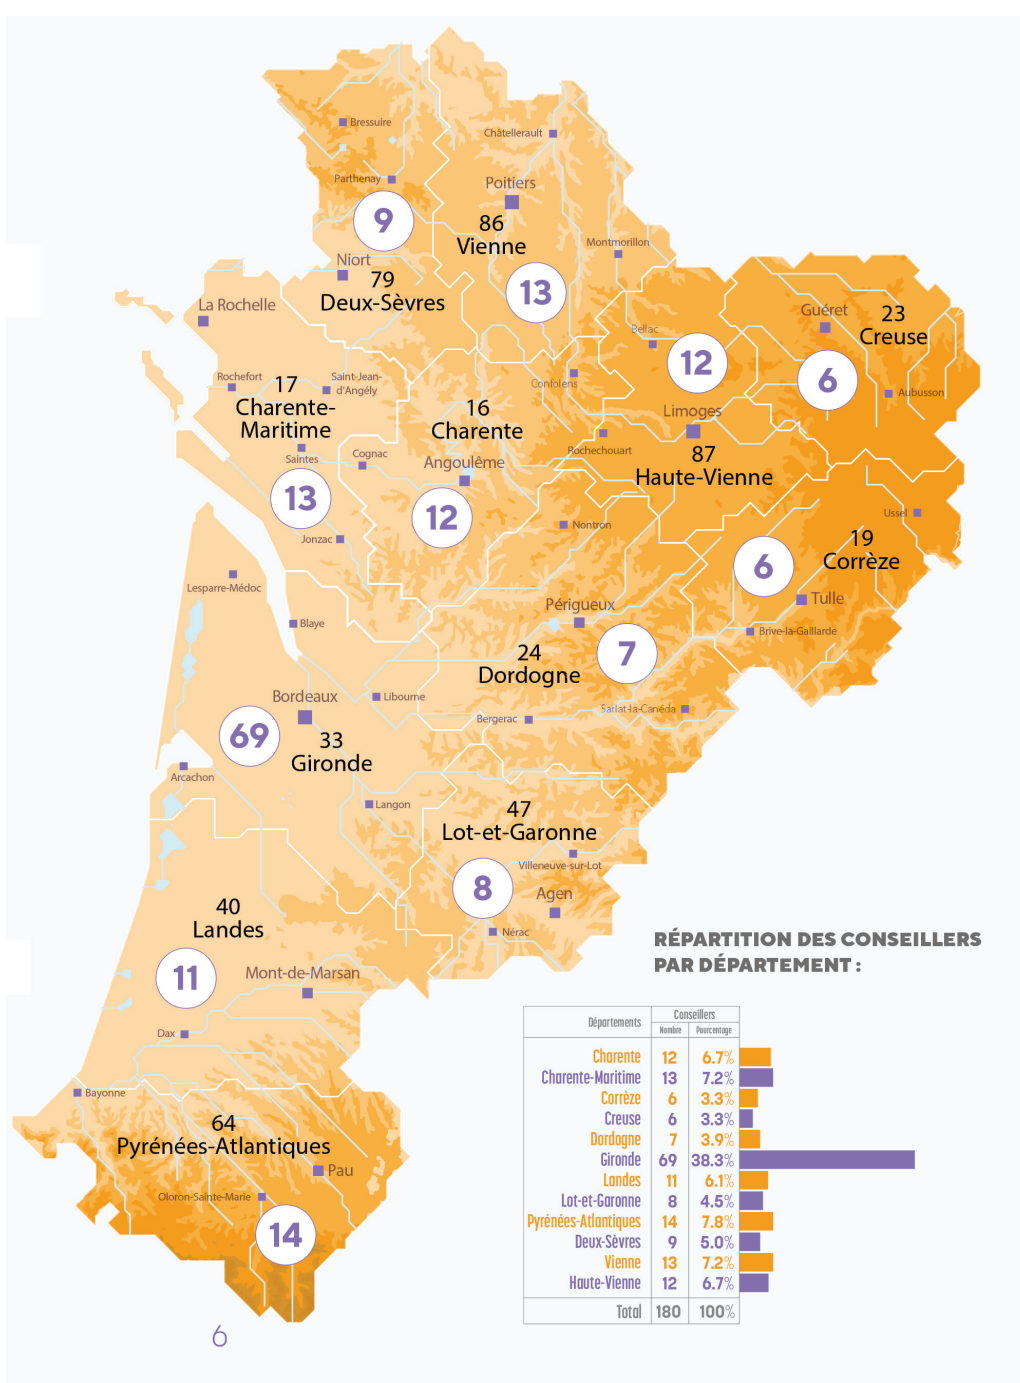 Bressuire
Châtellerault
Parthenay
Poitiers
9
86
Vienne
Montmorillon
Niort
79
Deux-Sèvres
13
La Rochelle
Guéret
23
Creuse
Bellac
12
6
Rochefort
17
Charente-
Maritime
Saint-Jean-
d'Angély
Confolens
Aubusson
16
Charente
Limoges
Rochechouart
87
Haute-Vienne
Saintes
Cognac
Angoulême
13
12
Jonzac
Nontron
Ussel
19
Corrèze
6
Lesparre-Médoc
Tulle
Périgueux
Blaye
Brive-la-Gaillarde
24
Dordogne
7
Bordeaux
Libourne
Sarlat-la-Canéda
Bergerac
69
33
Gironde
Arcachon
Langon
47
Lot-et-Garonne
Villeneuve-sur-Lot
8
Agen
40
Landes
Nérac
11
Mont-de-Marsan
Dax
Bayonne
64
Pyrénées-Atlantiques
Pau
Oloron-Sainte-Marie
14
RÉPARTITION DES CONSEILLERS
PAR DÉPARTEMENT :
Départements Conseillers
Nombre Pourcentage
Charente 12 6.7%
Charente-Maritime 13 7.2%
Corrèze 6 3.3%
Creuse 6 3.3%
Dordogne 7 3.9%
Gironde 69 38.3%
Landes 11 6.1%
Lot-et-Garonne 8 4.5%
Pyrénées-Atlantiques 14 7.8%
Deux-Sèvres 9 5.0%
Vienne 13 7.2%
Haute-Vienne 12 6.7%
Total 180 100%
6